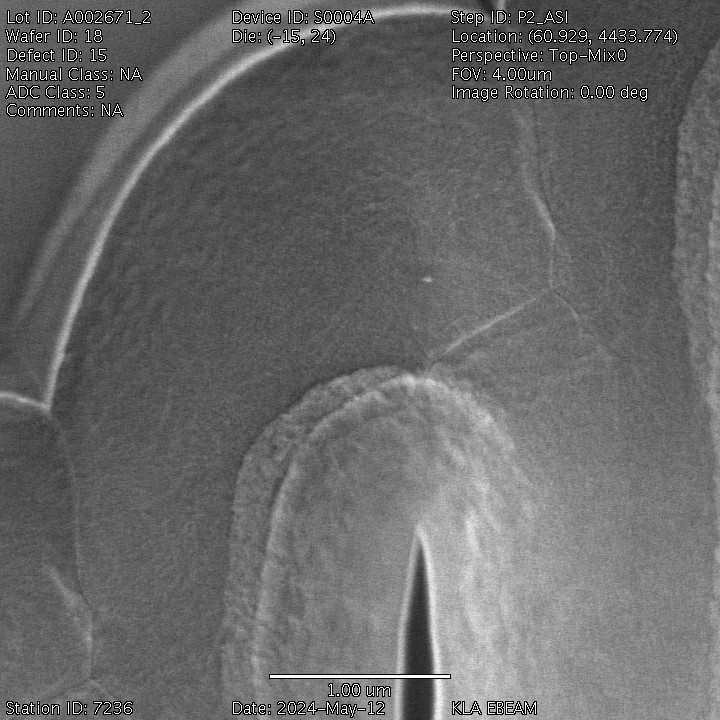 Lot ID: A002671_2
Wafer ID: 18
Defect ID: 15
Manual Class: NA
ADC Class: 5
Comments: NA
Device ID: S0004A
Die: (-15, 24)
Step ID: P2_ASI
Location: (60.929, 4433.774)
Perspective: Top-Mix0
FOV: 4.00um
Image Rotation: 0.00 deg
1.00 um
Station ID: 7236
Date: 2024-May-12
KLA EBEAM